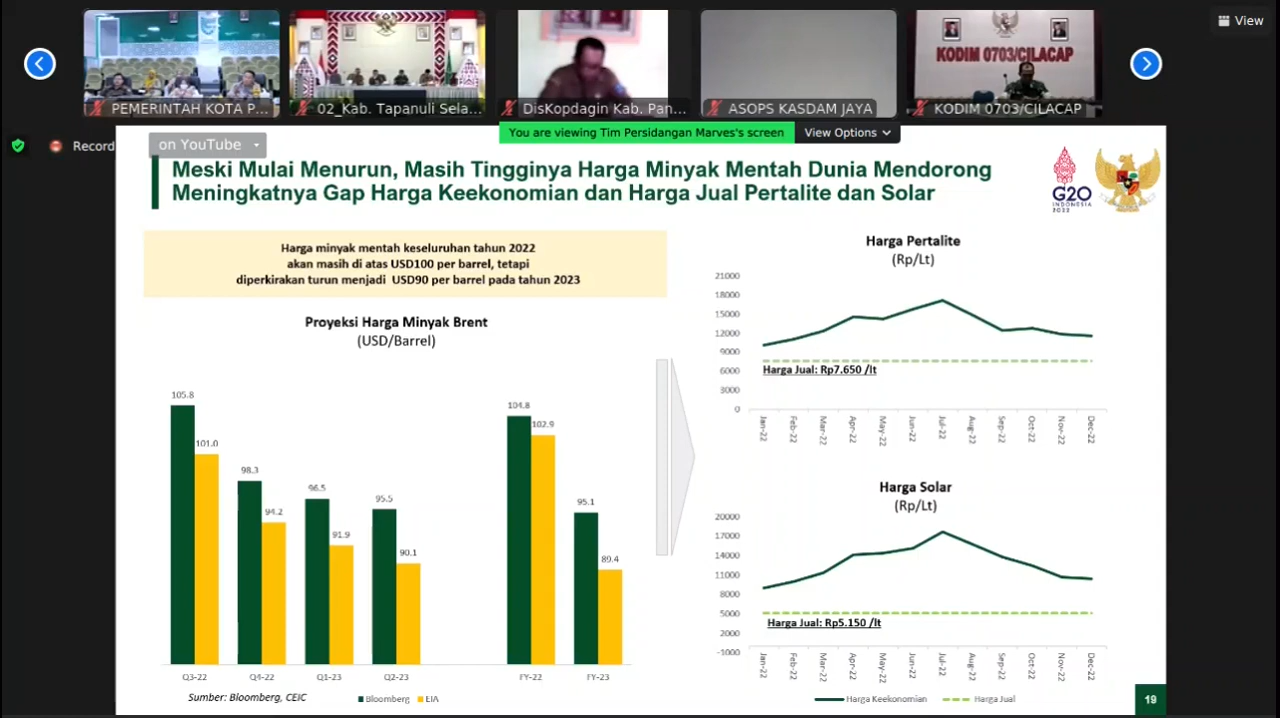 View
PEMERINTAH KOTA P...
02_Kab. Tapanuli Sela...
DisKopdagin Kab. Pan...
ASOPS KASDAM JAYA
KODIM 0703/CILACAP
KODIM 0703/CILACAP
You are viewing Tim Persidangan Marves's screen
View Options
Record
on YouTube
Meski Mulai Menurun, Masih Tingginya Harga Minyak Mentah Dunia Mendorong
Meningkatnya Gap Harga Keekonomian dan Harga Jual Pertalite dan Solar
G20
INDONESIA
2022
Harga minyak mentah keseluruhan tahun 2022
akan masih di atas USD100 per barrel, tetapi
diperkirakan turun menjadi USD90 per barrel pada tahun 2023
Proyeksi Harga Minyak Brent
(USD/Barrel)
105.8
101.0
98.3
94.2
96.5
91.9
95.5
90.1
104.8
102.9
95.1
89.4
Q3-22
Q4-22
Q1-23
Q2-23
FY-22
FY-23
Sumber: Bloomberg, CEIC
Bloomberg
EIA
Harga Pertalite
(Rp/Lt)
21000
18000
15000
12000
9000
6000
3000
0
Harga Jual: Rp7.650 /lt
Jan-22
Feb-22
Mar-22
Apr-22
May-22
Jun-22
Jul-22
Aug-22
Sep-22
Oct-22
Nov-22
Dec-22
Harga Solar
(Rp/Lt)
20000
17000
14000
11000
8000
5000
2000
-1000
Harga Jual: Rp5.150 /lt
Jan-22
Feb-22
Mar-22
Apr-22
May-22
Jun-22
Jul-22
Aug-22
Sep-22
Oct-22
Nov-22
Dec-22
Harga Keekonomian
Harga Jual
19